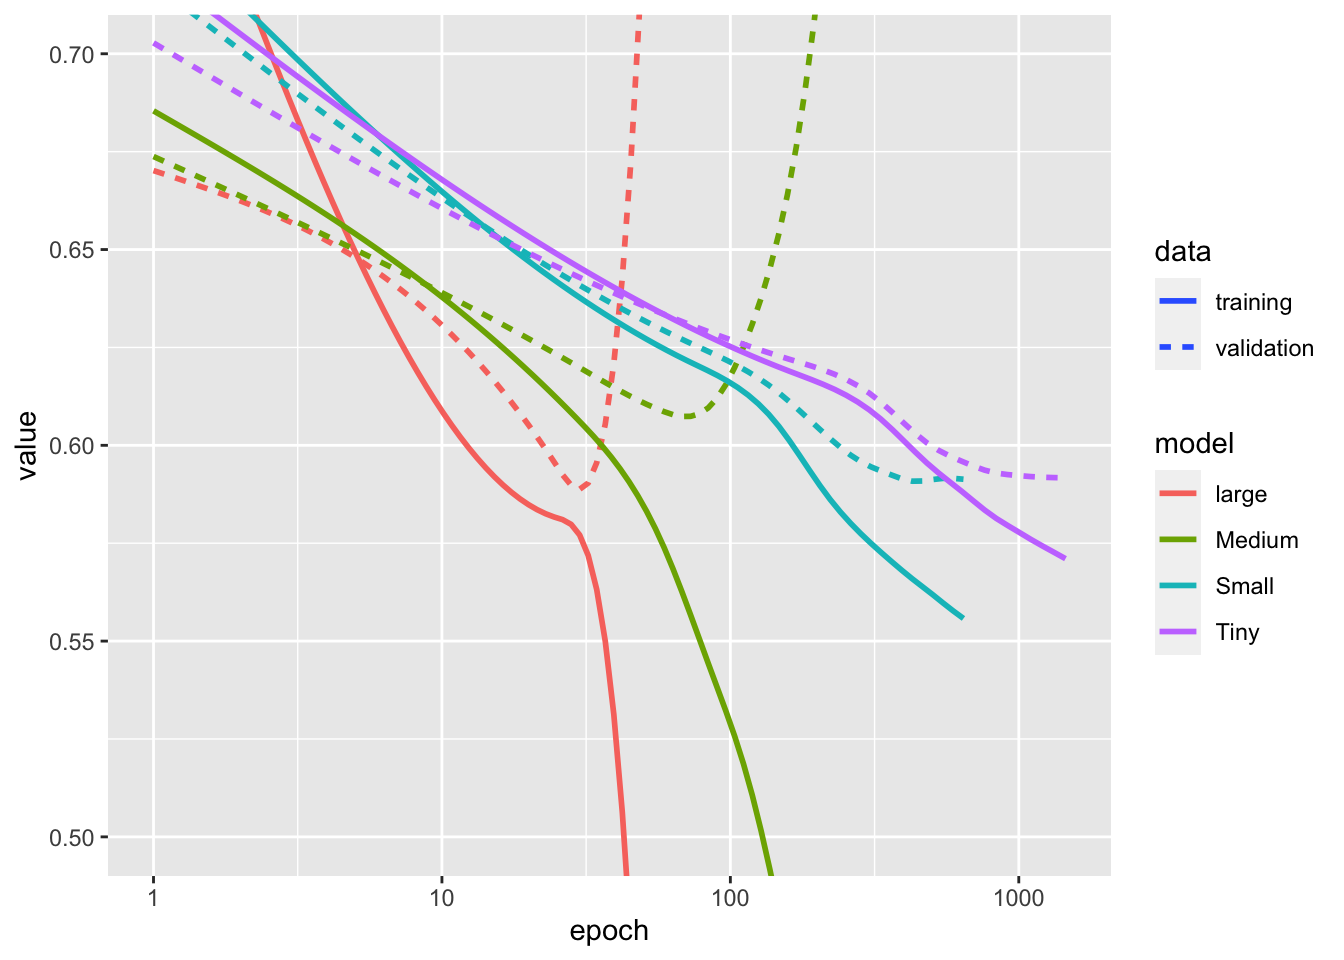 0.70
0.65
0.60
0.55
0.50
value
1 10 100 1000
epoch
data
training
validation
model
large
Medium
Small
Tiny